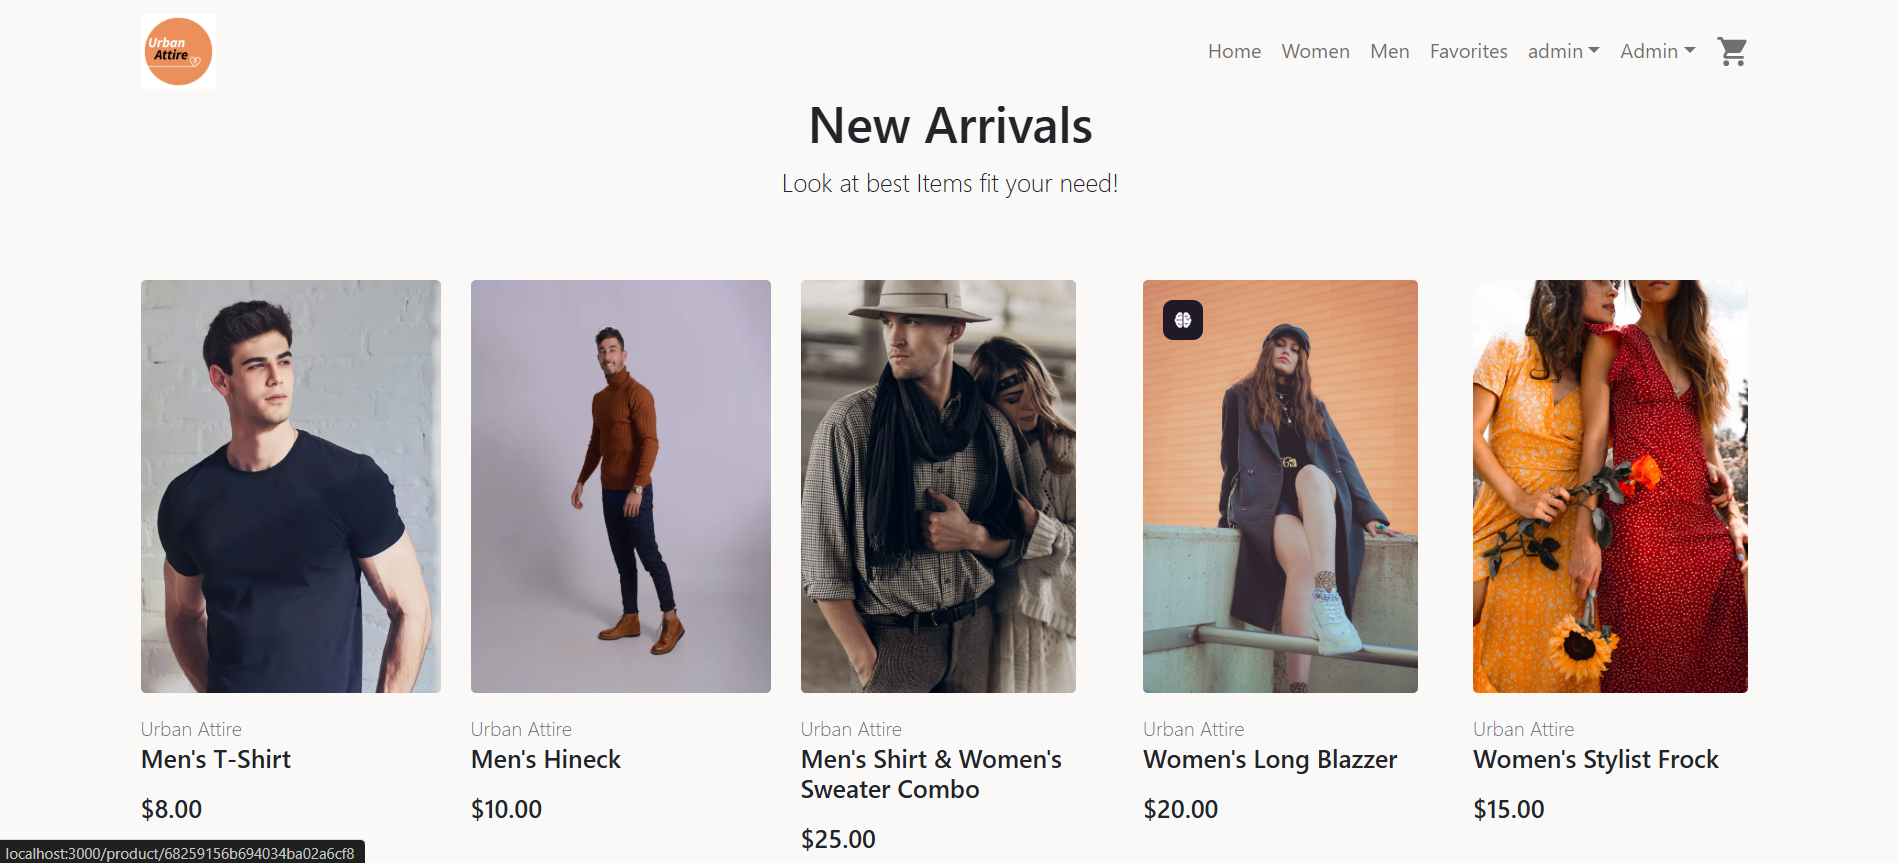 Urban
Attire
Home Women Men Favorites admin Admin
New Arrivals
Look at best Items fit your need!
Urban Attire
Men's T-Shirt
$8.00
Urban Attire
Men's Hineck
$10.00
Urban Attire
Men's Shirt & Women's
Sweater Combo
$25.00
Urban Attire
Women's Long Blazzer
$20.00
Urban Attire
Women's Stylist Frock
$15.00
localhost:3000/product/68259156b694034ba02a6cf8